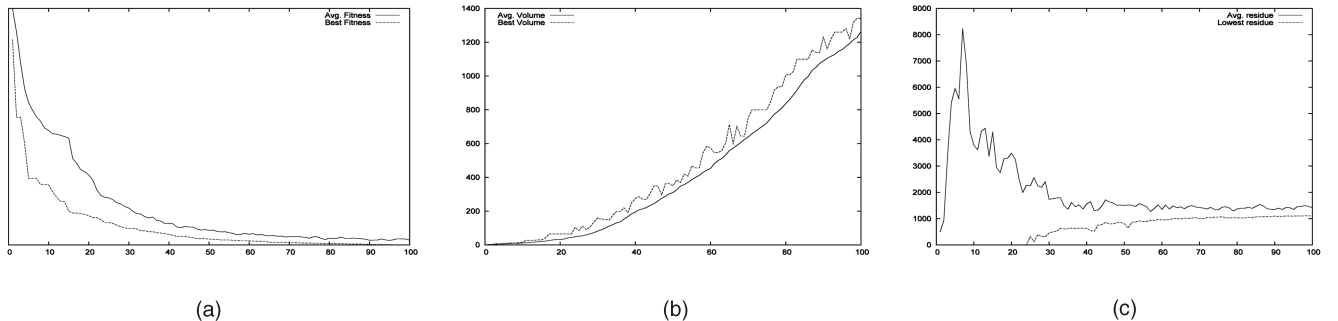 Avg. Fitness
Best Fitness
0 10 20 30 40 50 60 70 80 90 100
(a)
1400
1200
1000
800
600
400
200
0
Avg. Volume
Best Volume
0 20 40 60 80 100
(b)
9000
8000
7000
6000
5000
4000
3000
2000
1000
0
Avg. residue
Lowest residue
0 10 20 30 40 50 60 70 80 90 100
(c)